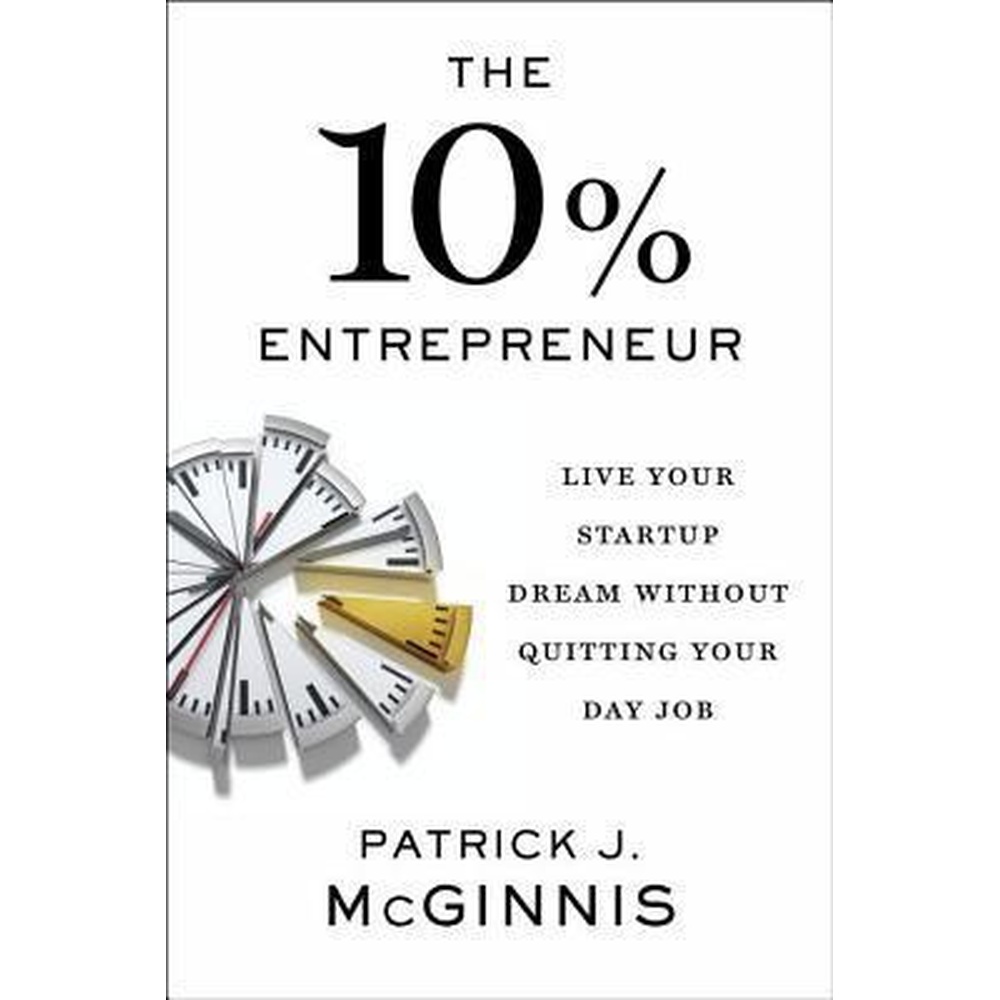 THE
10%
ENTREPRENEUR
LIVE YOUR
STARTUP
DREAM WITHOUT
QUITTING YOUR
DAY JOB
PATRICK J.
McGINNIS